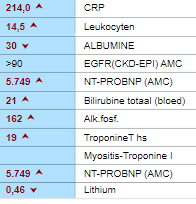 214,0 CRP
14,5 Leukocyten
30 ALBUMINE
>90 EGFR(CKD-EPI) AMC
5.749 NT-PROBNP (AMC)
21 Bilirubine totaal (bloed)
162 Alk.fosf.
19 TroponineT hs
Myositis-Troponine I
5.749 NT-PROBNP (AMC)
0,46 Lithium